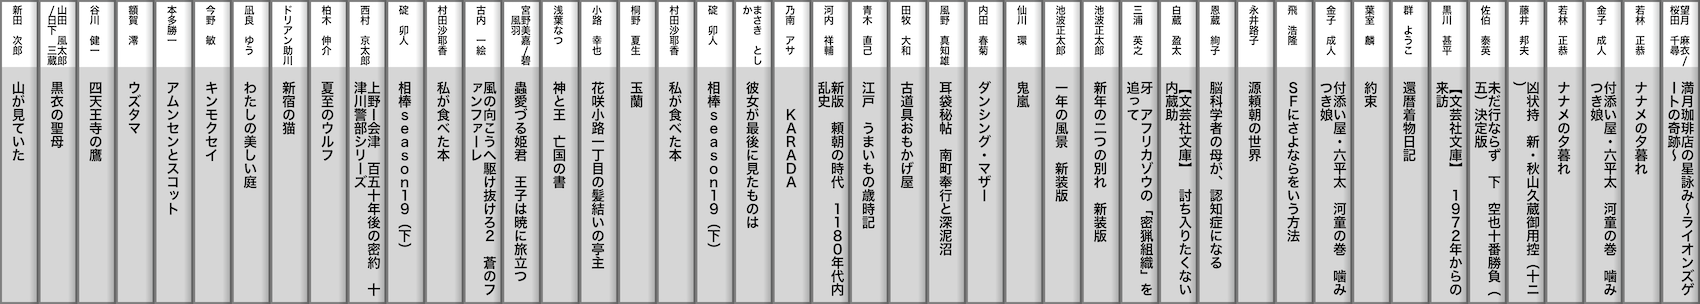 望月 麻衣/
桜田 千尋
満月珈琲店の星詠み～ライオンズゲ
ートの奇跡～
若林 正恭
ナナメの夕暮れ
金子 成人
付添い屋・六平太 河童の巻 噛み
つき娘
若林 正恭
ナナメの夕暮れ
藤井 邦夫
凶状持 新・秋山久蔵御用控(十二
)
佐伯 泰英
未だ行ならず 下 空也十番勝負(
五)決定版
黒川 甚平
【文芸社文庫】 1972年からの
来訪
群 ようこ
還暦着物日記
葉室 麟
約束
金子 成人
付添い屋・六平太 河童の巻 噛み
つき娘
飛 浩隆
SFにさよならをいう方法
永井路子
源頼朝の世界
恩蔵 絢子
脳科学者の母が、認知症になる
白蔵 盈太
【文芸社文庫】 討ち入りたくない
内蔵助
三浦 英之
牙 アフリカゾウの「密猟組織」を
追って
池波正太郎
新年の二つの別れ 新装版
池波正太郎
一年の風景 新装版
仙川 環
鬼嵐
内田 春菊
ダンシング・マザー
風野 真知雄
耳袋秘帖 南町奉行と深泥沼
田牧 大和
古道具おもかげ屋
青木 直己
江戸 うまいもの歳時記
河内 祥輔
新版 頼朝の時代 1180年代内
乱史
乃南 アサ
KARADA
まさき とし
か
彼女が最後に見たものは
碇 卯人
相棒season19(下)
村田沙耶香
私が食べた本
桐野 夏生
玉蘭
小路 幸也
花咲小路一丁目の髪結いの亭主
浅葉なつ
神と王 亡国の書
宮野美嘉/碧
風羽
蟲愛づる姫君 王子は暁に旅立つ
古内 一絵
風の向こうへ駆け抜けろ2 蒼のフ
ァンファーレ
村田沙耶香
私が食べた本
碇 卯人
相棒season19(下)
西村 京太郎
上野ー会津 百五十年後の密約 十
津川警部シリーズ
柏木 伸介
夏至のウルフ
ドリアン助川
新宿の猫
凪良 ゆう
わたしの美しい庭
今野 敏
キンモクセイ
本多勝一
アムンセンとスコット
額賀 澪
ウズタマ
谷川 健一
四天王寺の鷹
山田 風太郎
/日下 三蔵
黒衣の聖母
新田 次郎
山が見ていた